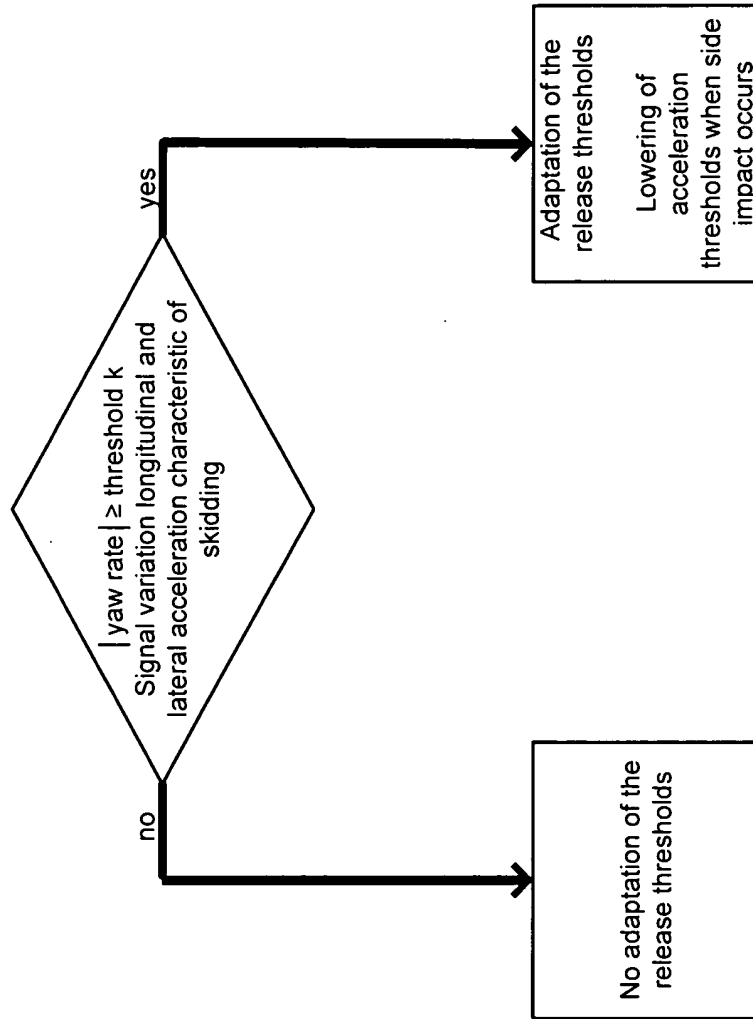 |yaw rate| ≥ threshold k
Signal variation longitudinal and
lateral acceleration characteristic of
skidding
no
yes
No adaptation of the
release thresholds
Adaptation of the
release thresholds
Lowering of
acceleration
thresholds when side
impact occurs